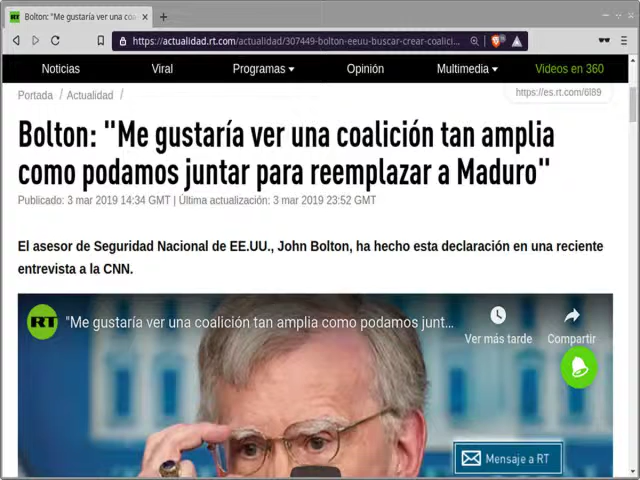 Bolton: "Me gustaría ver una coa
https://actualidad.rt.com/actualidad/307449-bolton-eeuu-buscar-crear-coalici...
Noticias Viral Programas Opinión Multimedia Videos en 360
Portada / Actualidad /
https://es.rt.com/6l89
Bolton: "Me gustaría ver una coalición tan amplia
como podamos juntar para reemplazar a Maduro"
Publicado: 3 mar 2019 14:34 GMT | Última actualización: 3 mar 2019 23:52 GMT
El asesor de Seguridad Nacional de EE.UU., John Bolton, ha hecho esta declaración en una reciente
entrevista a la CNN.
RT "Me gustaría ver una coalición tan amplia como podamos junt...
Ver más tarde Compartir
Mensaje a RT